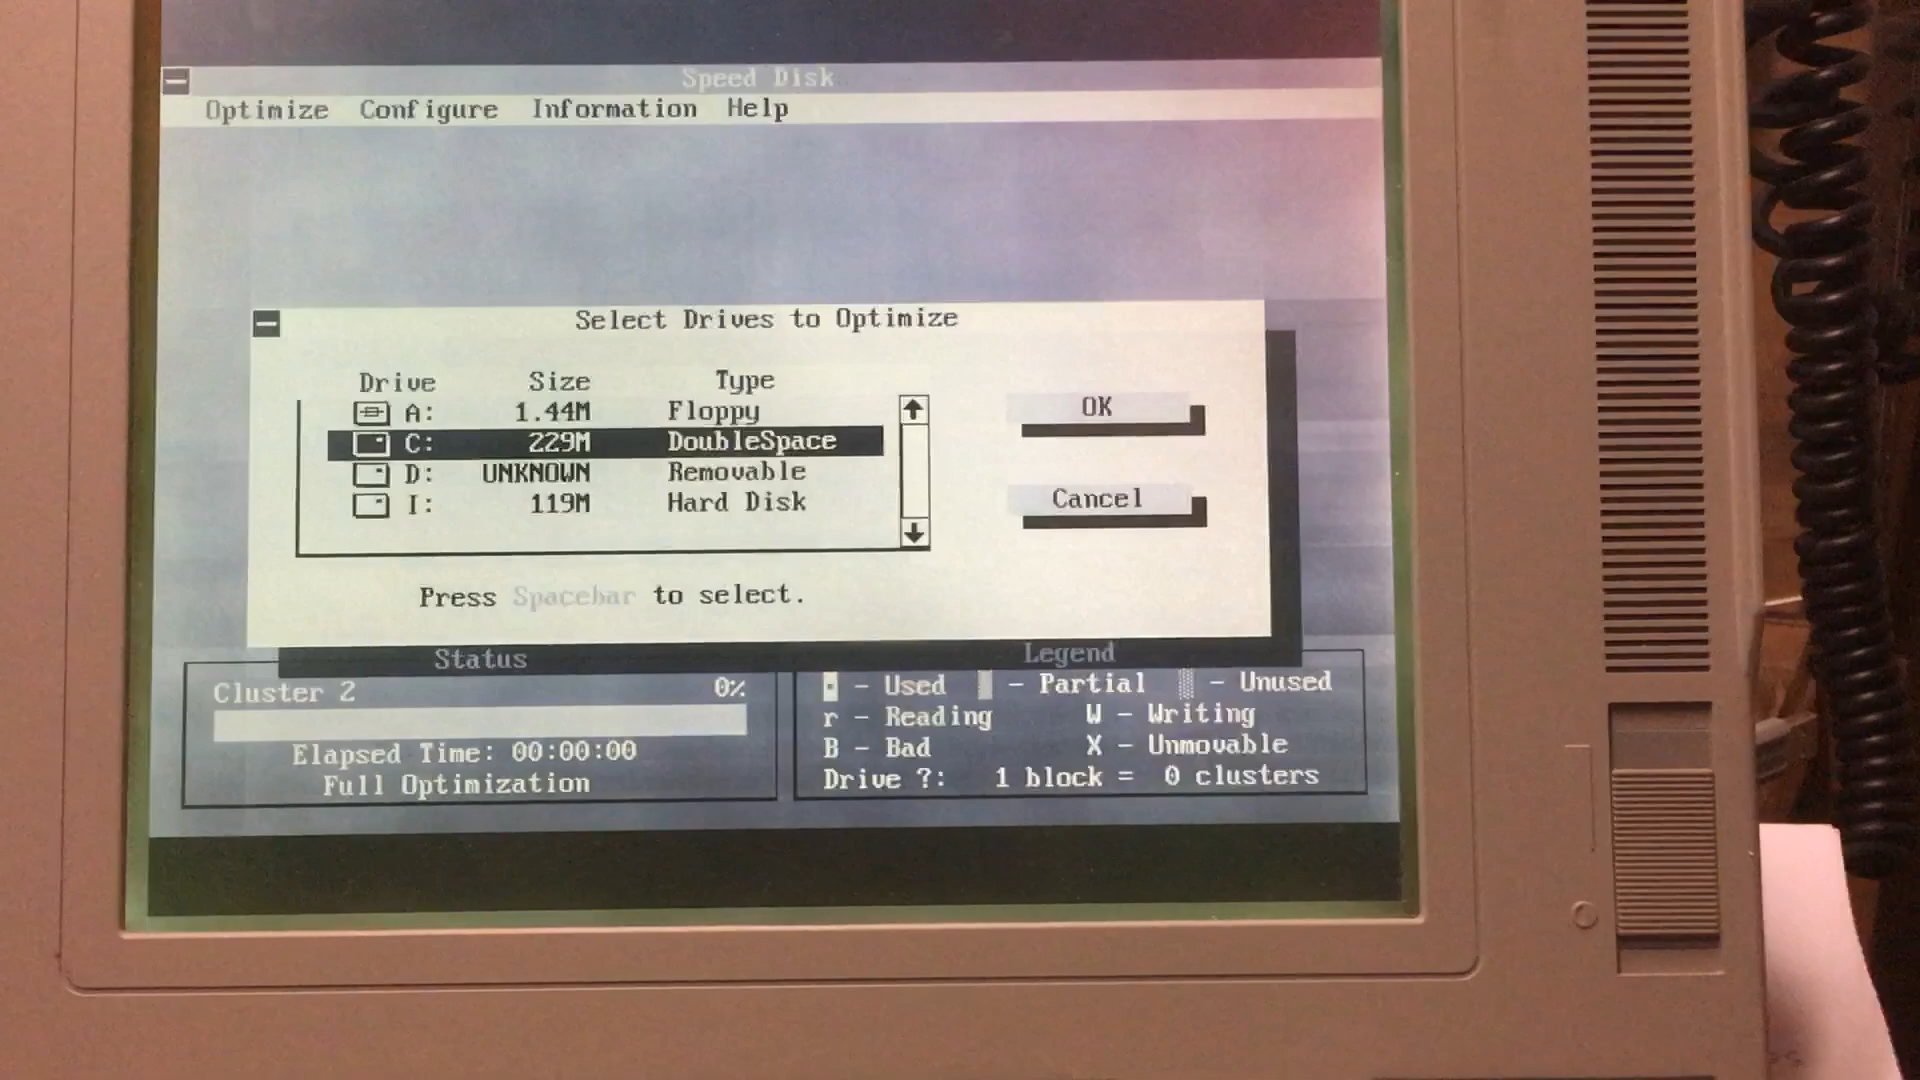 Speed Disk
Optimize Configure Information Help
Select Drives to Optimize
Drive Size Type
A: 1.44M Floppy
C: 229M DoubleSpace
D: UNKNOWN Removable
I: 119M Hard Disk
OK
Cancel
Press Spacebar to select.
Status
Cluster 2 0%
Elapsed Time: 00:00:00
Full Optimization
Legend
- Used - Partial - Unused
r - Reading W - Writing
B - Bad X - Unmovable
Drive ?: 1 block = 0 clusters